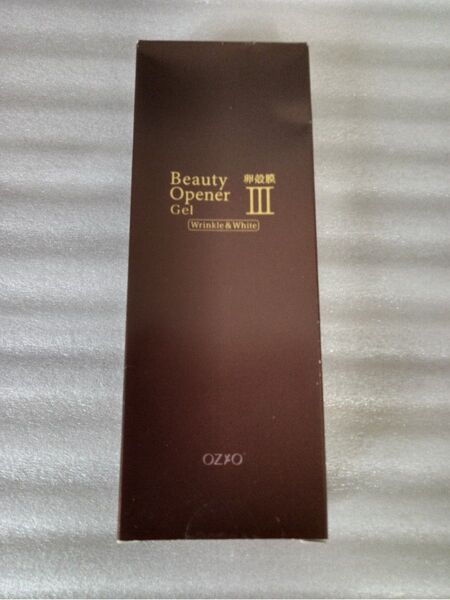 Beauty
Opener
Gel
卵殻膜
III
Wrinkle & White
OZIO